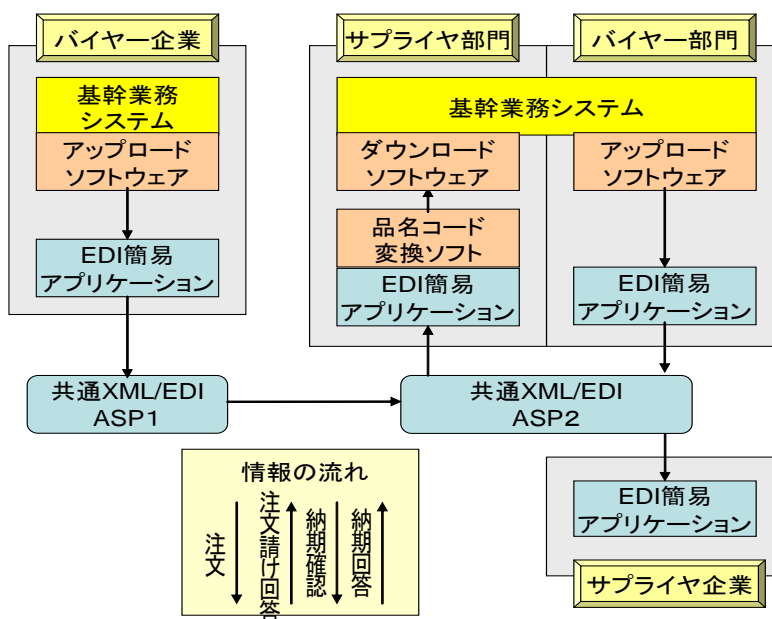 バイヤー企業
サプライヤ部門
バイヤー部門
基幹業務
システム
アップロード
ソフトウェア
EDI簡易
アプリケーション
基幹業務システム
ダウンロード
ソフトウェア
品名コード
変換ソフト
EDI簡易
アプリケーション
アップロード
ソフトウェア
EDI簡易
アプリケーション
共通XML/EDI
ASP1
共通XML/EDI
ASP2
情報の流れ
注文
注文請け回答
納期確認
納期回答
EDI簡易
アプリケーション
サプライヤ企業